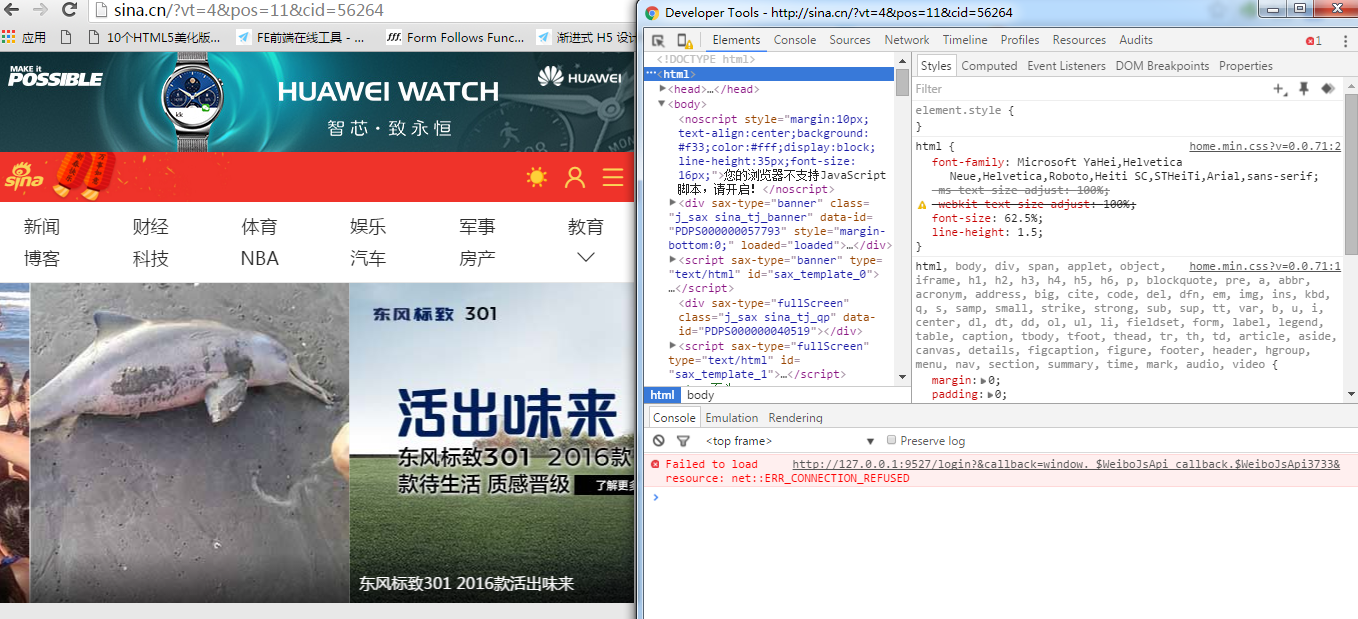 sina.cn/?vt=4&pos=11&cid=56264
应用
10个HTML5美化版...
FE前端在线工具 - ...
fff.
Form Follows Func...
渐进式 H5 设计
MAKE it
POSSIBLE
HUAWEI WATCH
智芯·致永恒
HUAWEI
sina
新闻 财经 体育 娱乐 军事 教育
博客 科技 NBA 汽车 房产
东风标致 301
活出味来
东风标致301 2016款
款待生活 质感晋级
了解更多
东风标致301 2016款活出味来
Developer Tools - http://sina.cn/?vt=4&pos=11&cid=56264
Elements Console Sources Network Timeline Profiles Resources Audits
1
<!DOCTYPE html>
···<html>
▶<head>…</head>
▼<body>
<noscript style="margin:10px;
text-align:center;background:
#f33;color:#fff;display:block;
line-height:35px;font-size:
16px;">您的浏览器不支持JavaScript
脚本，请开启！</noscript>
▶<div sax-type="banner" class=
"j_sax sina_tj_banner" data-id=
"PDPS000000057793" style="margin-
bottom:0;" loaded="loaded">…</div>
▶<script sax-type="banner" type=
"text/html" id="sax_template_0">
…</script>
<div sax-type="fullScreen"
class="j_sax sina_tj_qp" data-
id="PDPS000000040519"></div>
▶<script sax-type="fullScreen"
type="text/html" id=
"sax_template_1">…</script>
html body
Styles Computed Event Listeners DOM Breakpoints Properties
Filter
element.style {
}
html { home.min.css?v=0.0.71:2
font-family: Microsoft YaHei,Helvetica
Neue,Helvetica,Roboto,Heiti SC,STHeiTi,Arial,sans-serif;
-ms-text-size-adjust: 100%;
-webkit-text-size-adjust: 100%;
font-size: 62.5%;
line-height: 1.5;
}
html, body, div, span, applet, object, home.min.css?v=0.0.71:1
iframe, h1, h2, h3, h4, h5, h6, p, blockquote, pre, a, abbr,
acronym, address, big, cite, code, del, dfn, em, img, ins, kbd,
q, s, samp, small, strike, strong, sub, sup, tt, var, b, u, i,
center, dl, dt, dd, ol, ul, li, fieldset, form, label, legend,
table, caption, tbody, tfoot, thead, tr, th, td, article, aside,
canvas, details, figcaption, figure, footer, header, hgroup,
menu, nav, section, summary, time, mark, audio, video {
margin:▶0;
padding:▶0;
Console Emulation Rendering
<top frame> ▼ Preserve log
Failed to load http://127.0.0.1:9527/login?&callback=window._$WeiboJsApi_callback.$WeiboJsApi3733&
resource: net::ERR_CONNECTION_REFUSED